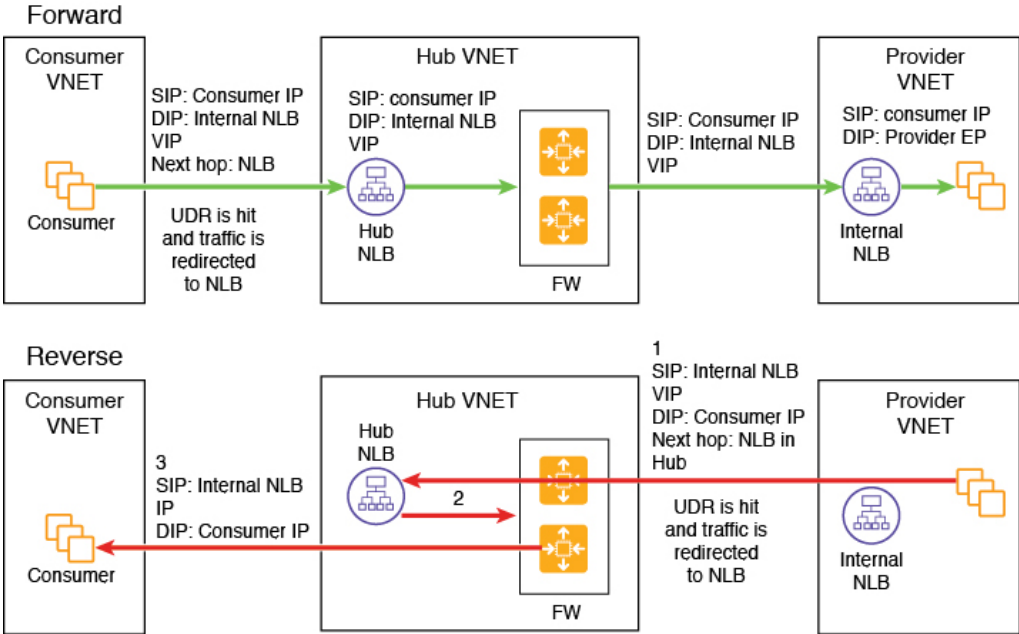 Forward
Consumer
VNET
Consumer
SIP: Consumer IP
DIP: Internal NLB
VIP
Next hop: NLB
UDR is hit
and traffic is
redirected
to NLB
Hub VNET
SIP: consumer IP
DIP: Internal NLB
VIP
Hub
NLB
FW
SIP: Consumer IP
DIP: Internal NLB
VIP
Provider
VNET
SIP: consumer IP
DIP: Provider EP
Internal
NLB
Reverse
Consumer
VNET
Consumer
3
SIP: Internal NLB
IP
DIP: Consumer IP
Hub VNET
Hub
NLB
2
FW
1
SIP: Internal NLB
VIP
DIP: Consumer IP
Next hop: NLB in
Hub
UDR is hit
and traffic is
redirected
to NLB
Provider
VNET
Internal
NLB